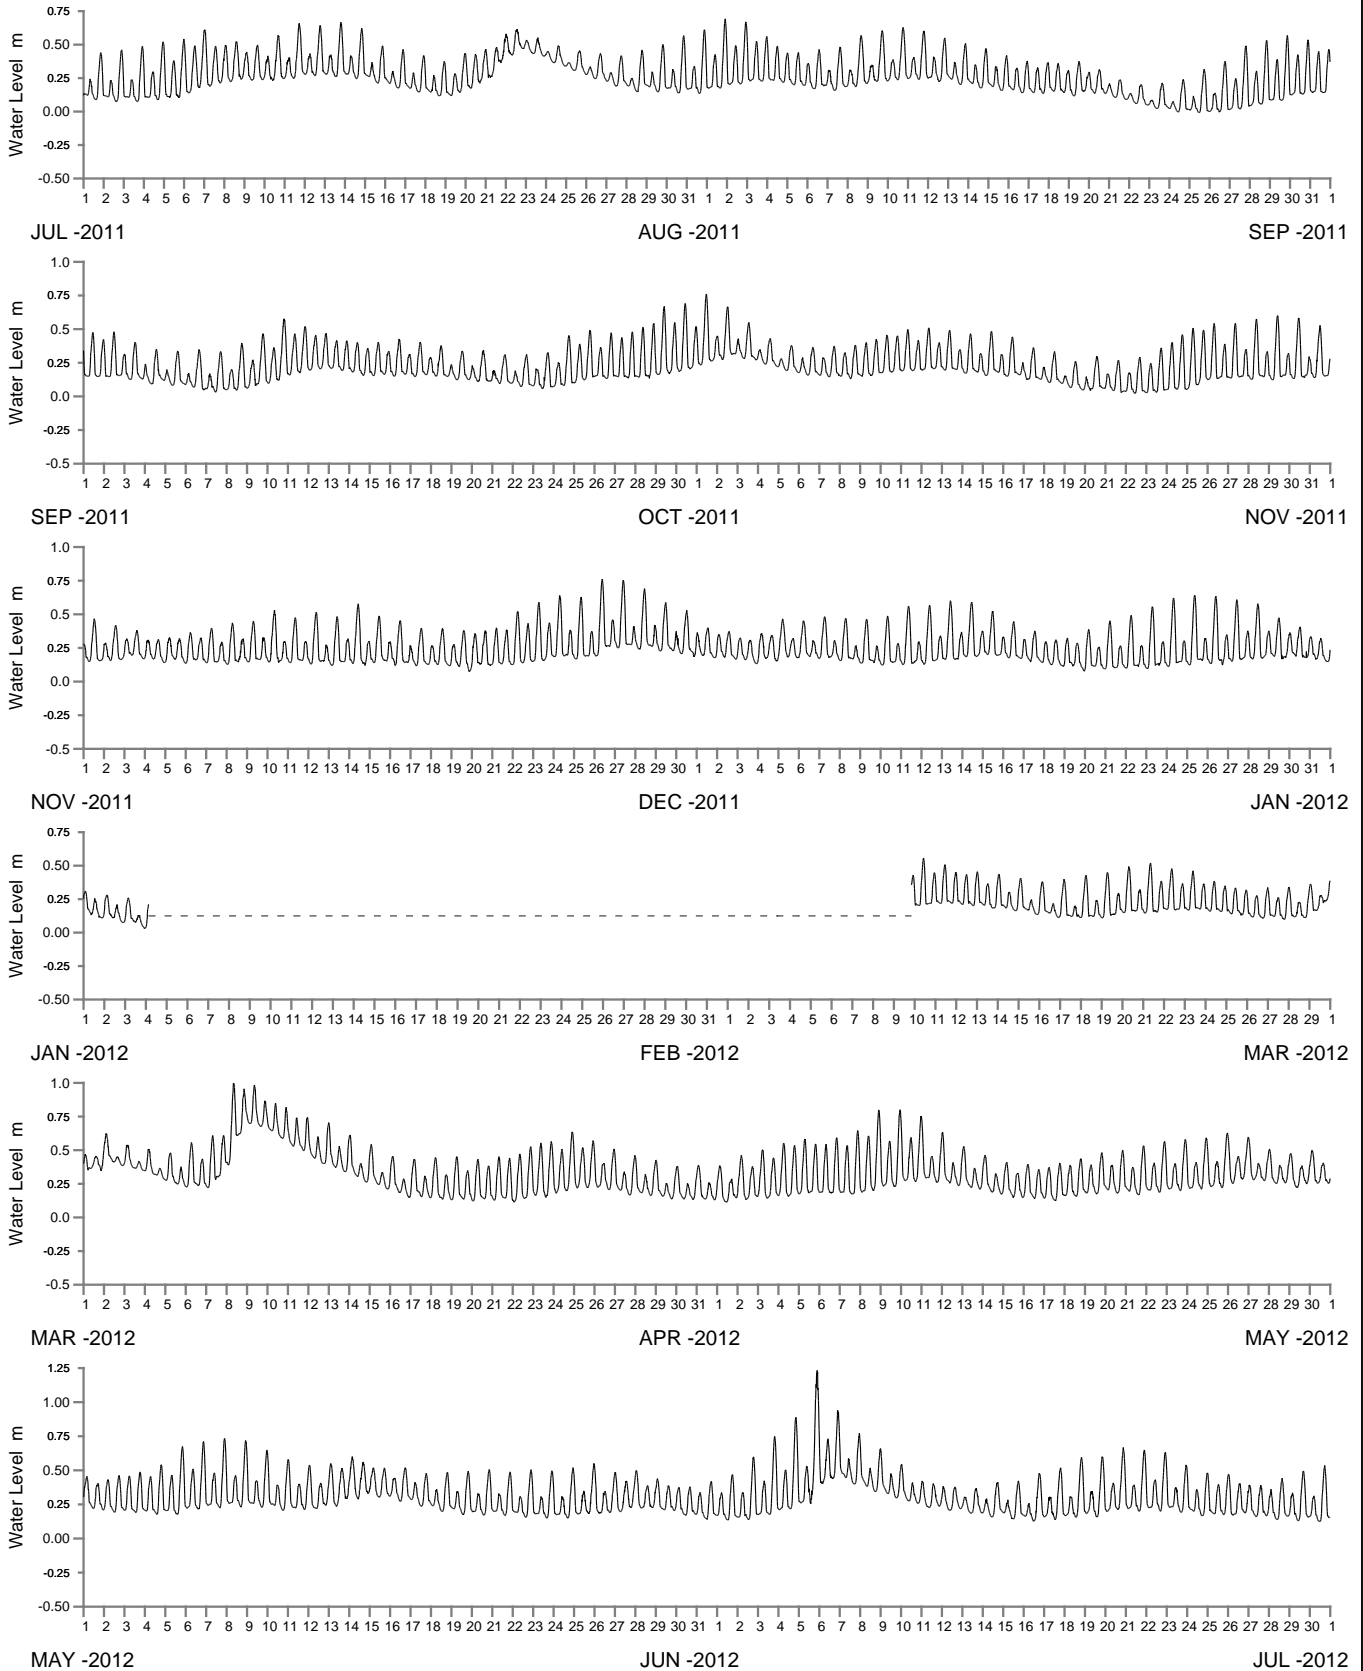 0.75
0.50
0.25
0.00
-0.25
-0.50
Water Level m
1 2 3 4 5 6 7 8 9 10 11 12 13 14 15 16 17 18 19 20 21 22 23 24 25 26 27 28 29 30 31 1 2 3 4 5 6 7 8 9 10 11 12 13 14 15 16 17 18 19 20 21 22 23 24 25 26 27 28 29 30 31 1
JUL -2011 AUG -2011 SEP -2011
1.0
0.75
0.5
0.25
0.0
-0.25
-0.5
Water Level m
1 2 3 4 5 6 7 8 9 10 11 12 13 14 15 16 17 18 19 20 21 22 23 24 25 26 27 28 29 30 1 2 3 4 5 6 7 8 9 10 11 12 13 14 15 16 17 18 19 20 21 22 23 24 25 26 27 28 29 30 31 1
SEP -2011 OCT -2011 NOV -2011
1.0
0.75
0.5
0.25
0.0
-0.25
-0.5
Water Level m
1 2 3 4 5 6 7 8 9 10 11 12 13 14 15 16 17 18 19 20 21 22 23 24 25 26 27 28 29 30 1 2 3 4 5 6 7 8 9 10 11 12 13 14 15 16 17 18 19 20 21 22 23 24 25 26 27 28 29 30 31 1
NOV -2011 DEC -2011 JAN -2012
0.75
0.50
0.25
0.00
-0.25
-0.50
Water Level m
1 2 3 4 5 6 7 8 9 10 11 12 13 14 15 16 17 18 19 20 21 22 23 24 25 26 27 28 29 30 31 1 2 3 4 5 6 7 8 9 10 11 12 13 14 15 16 17 18 19 20 21 22 23 24 25 26 27 28 29 1
JAN -2012 FEB -2012 MAR -2012
1.0
0.75
0.5
0.25
0.0
-0.25
-0.5
Water Level m
1 2 3 4 5 6 7 8 9 10 11 12 13 14 15 16 17 18 19 20 21 22 23 24 25 26 27 28 29 30 31 1 2 3 4 5 6 7 8 9 10 11 12 13 14 15 16 17 18 19 20 21 22 23 24 25 26 27 28 29 30 1
MAR -2012 APR -2012 MAY -2012
1.25
1.00
0.75
0.50
0.25
0.00
-0.25
-0.50
Water Level m
1 2 3 4 5 6 7 8 9 10 11 12 13 14 15 16 17 18 19 20 21 22 23 24 25 26 27 28 29 30 31 1 2 3 4 5 6 7 8 9 10 11 12 13 14 15 16 17 18 19 20 21 22 23 24 25 26 27 28 29 30 1
MAY -2012 JUN -2012 JUL -2012